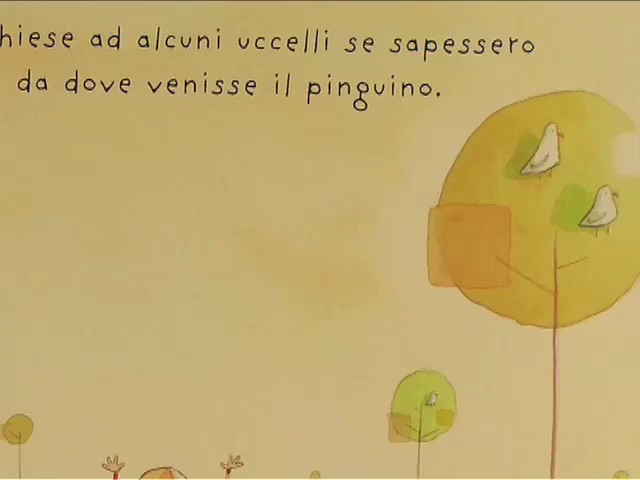 hiese ad alcuni uccelli se sapessero
da dove venisse il pinguino.